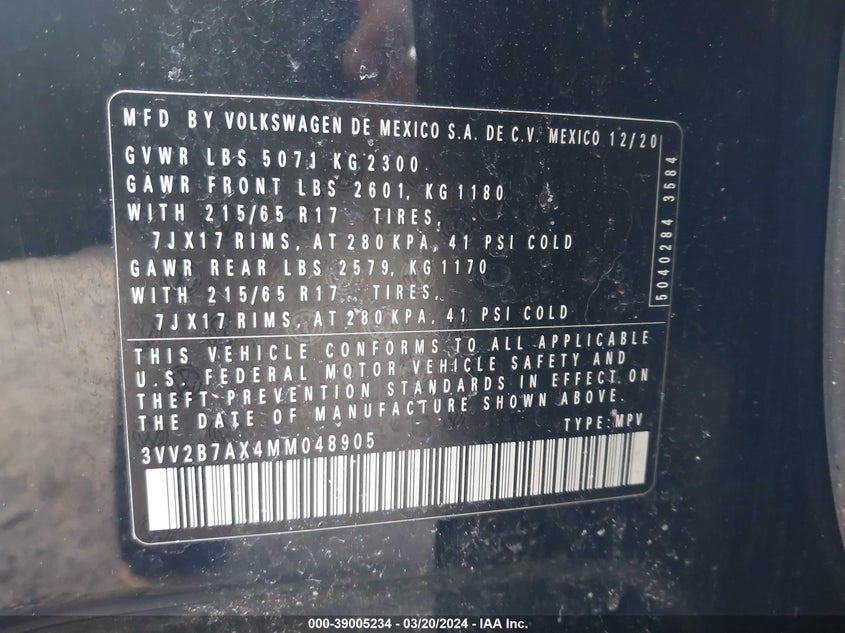 MFD BY VOLKSWAGEN DE MEXICO S.A. DE C.V. MEXICO 12/20
GVWR LBS 5071 KG 2300
GAWR FRONT LBS 2601, KG 1180
WITH 215/65 R17 TIRES,
7JX17 RIMS, AT 280 KPA, 41 PSI COLD
GAWR REAR LBS 2579, KG 1170
WITH 215/65 R17 TIRES,
7JX17 RIMS, AT 280 KPA, 41 PSI COLD
5040284 3584
THIS VEHICLE CONFORMS TO ALL APPLICABLE
U.S. FEDERAL MOTOR VEHICLE SAFETY AND
THEFT-PREVENTION STANDARDS IN EFFECT ON
THE DATE OF MANUFACTURE SHOWN ABOVE.
3VV2B7AX4MM048905 TYPE: MPV
000-39005234 - 03/20/2024 - IAA Inc.